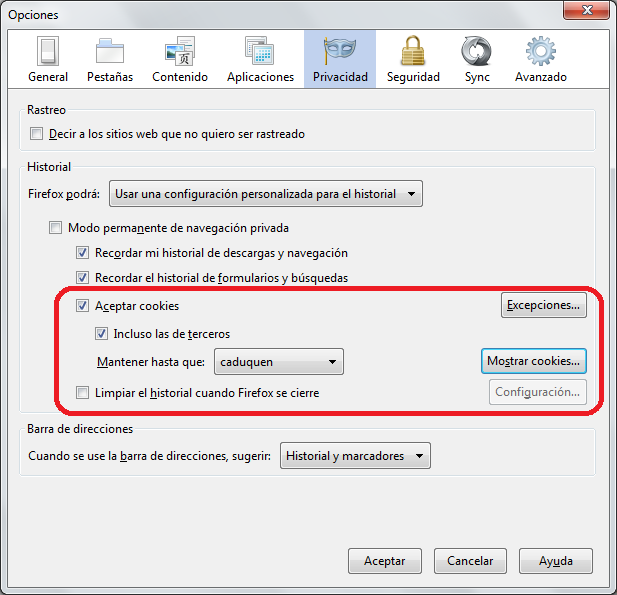 Opciones
General Pestañas Contenido Aplicaciones Privacidad Seguridad Sync Avanzado
Rastreo
Decir a los sitios web que no quiero ser rastreado
Historial
Firefox podrá: Usar una configuración personalizada para el historial
Modo permanente de navegación privada
Recordar mi historial de descargas y navegación
Recordar el historial de formularios y búsquedas
Aceptar cookies Excepciones...
Incluso las de terceros
Mantener hasta que: caduquen Mostrar cookies...
Limpiar el historial cuando Firefox se cierre Configuración...
Barra de direcciones
Cuando se use la barra de direcciones, sugerir: Historial y marcadores
Aceptar Cancelar Ayuda